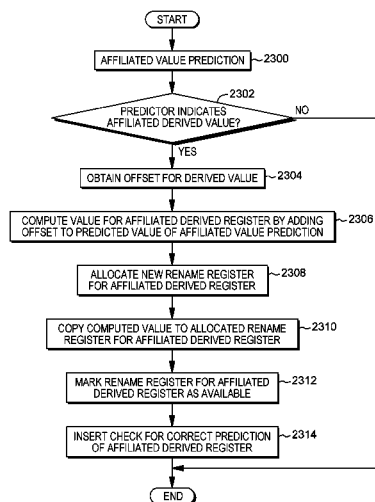 START
AFFILIATED VALUE PREDICTION
2300
2302
PREDICTOR INDICATES
AFFILIATED DERIVED VALUE?
NO
YES
OBTAIN OFFSET FOR DERIVED VALUE
2304
COMPUTE VALUE FOR AFFILIATED DERIVED REGISTER BY ADDING
OFFSET TO PREDICTED VALUE OF AFFILIATED VALUE PREDICTION
2306
ALLOCATE NEW RENAME REGISTER
FOR AFFILIATED DERIVED REGISTER
2308
COPY COMPUTED VALUE TO ALLOCATED RENAME
REGISTER FOR AFFILIATED DERIVED REGISTER
2310
MARK RENAME REGISTER FOR AFFILIATED
DERIVED REGISTER AS AVAILABLE
2312
INSERT CHECK FOR CORRECT PREDICTION
OF AFFILIATED DERIVED REGISTER
2314
END